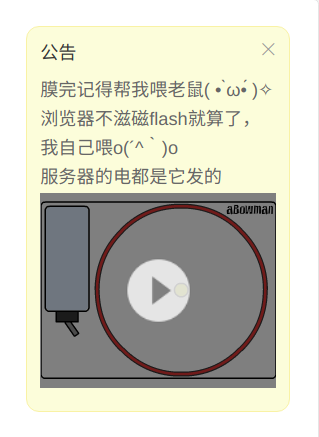 公告
膜完记得帮我喂老鼠( •̀ ω •́ )✧
浏览器不滋磁flash就算了，
我自己喂o(´^｀)o
服务器的电都是它发的
aBowman